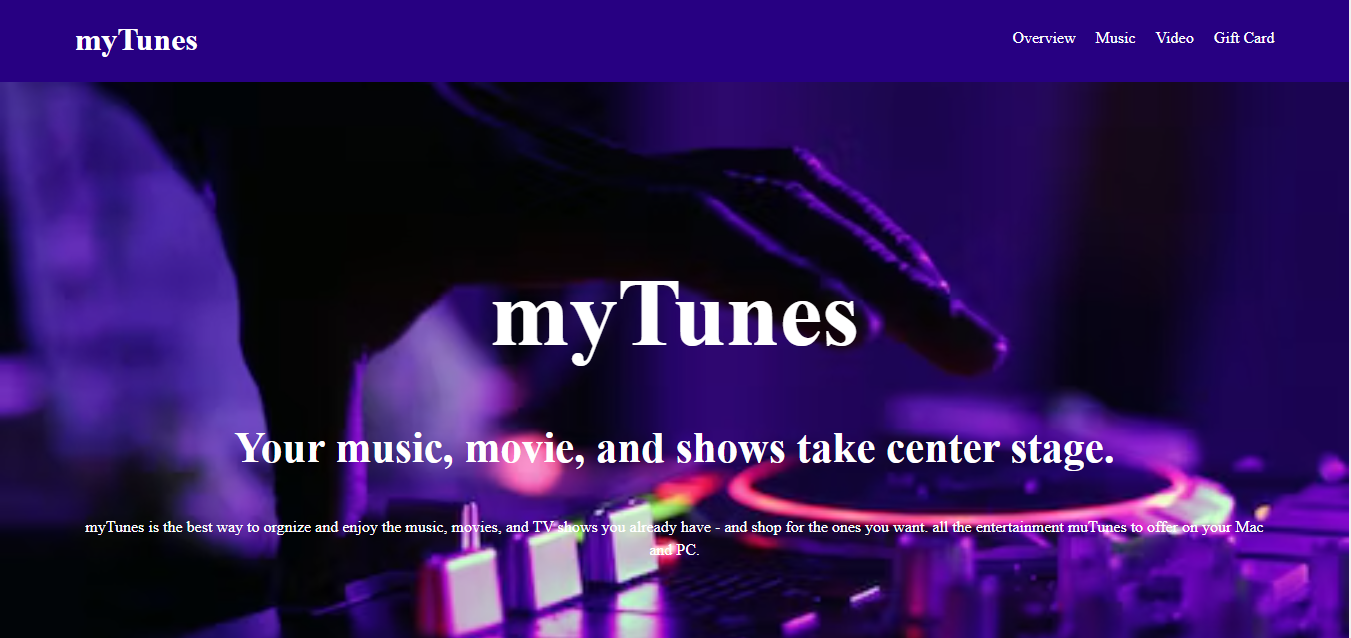 myTunes
Overview Music Video Gift Card
myTunes
Your music, movie, and shows take center stage.
myTunes is the best way to orgnize and enjoy the music, movies, and TV shows you already have - and shop for the ones you want. all the entertainment muTunes to offer on your Mac
and PC.